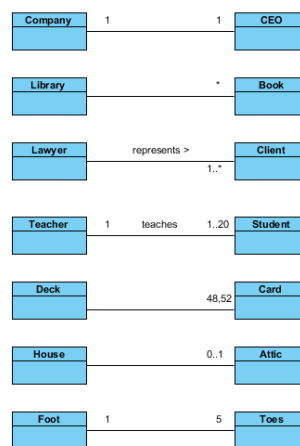 Company 1 1 CEO
Library * Book
Lawyer represents > Client
1..*
Teacher 1 teaches 1..20 Student
Deck Card
48,52
House 0..1 Attic
Foot 1 5 Toes